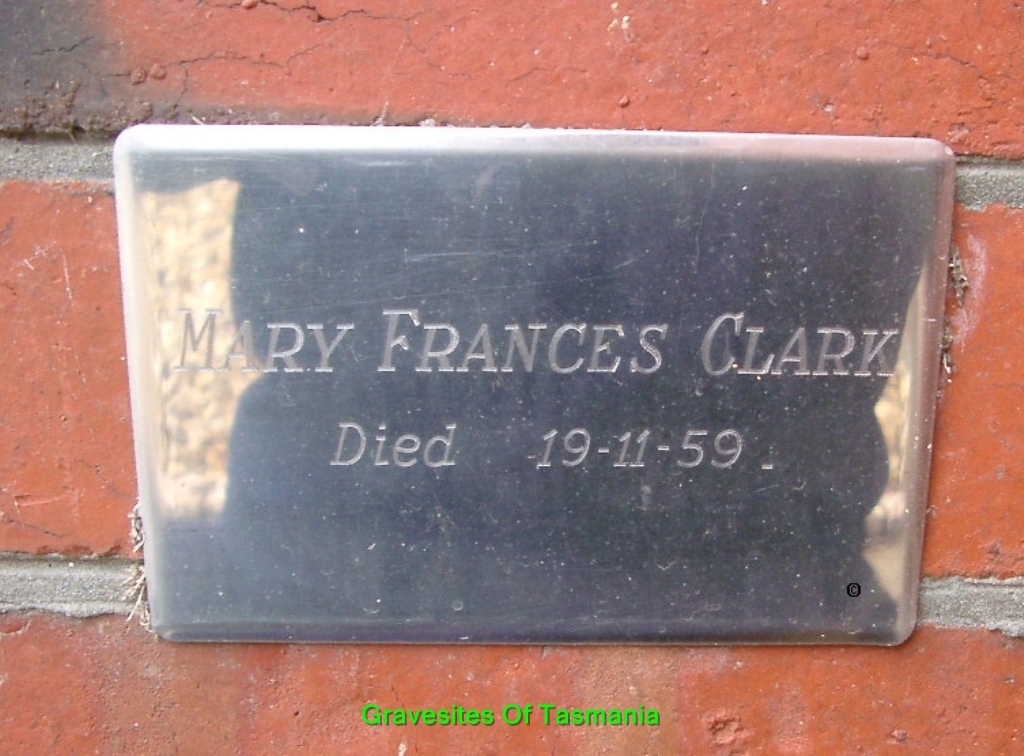 MARY FRANCES CLARK
Died 19-11-59.
©
Gravesites Of Tasmania